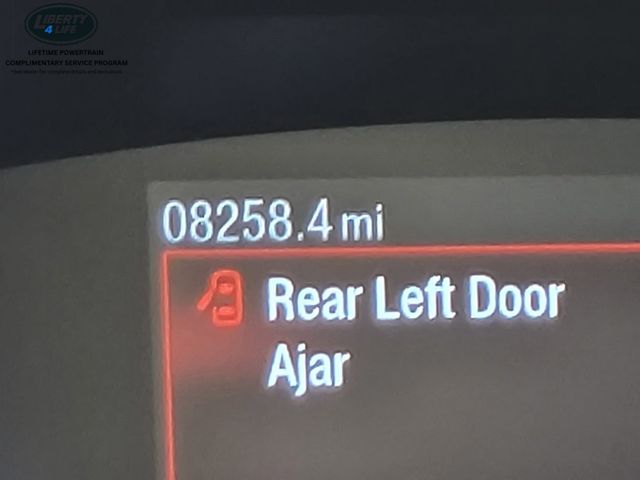 LIBERTY
4 LIFE
LIFETIME POWERTRAIN
COMPLIMENTARY SERVICE PROGRAM
08258.4 mi
Rear Left Door
Ajar